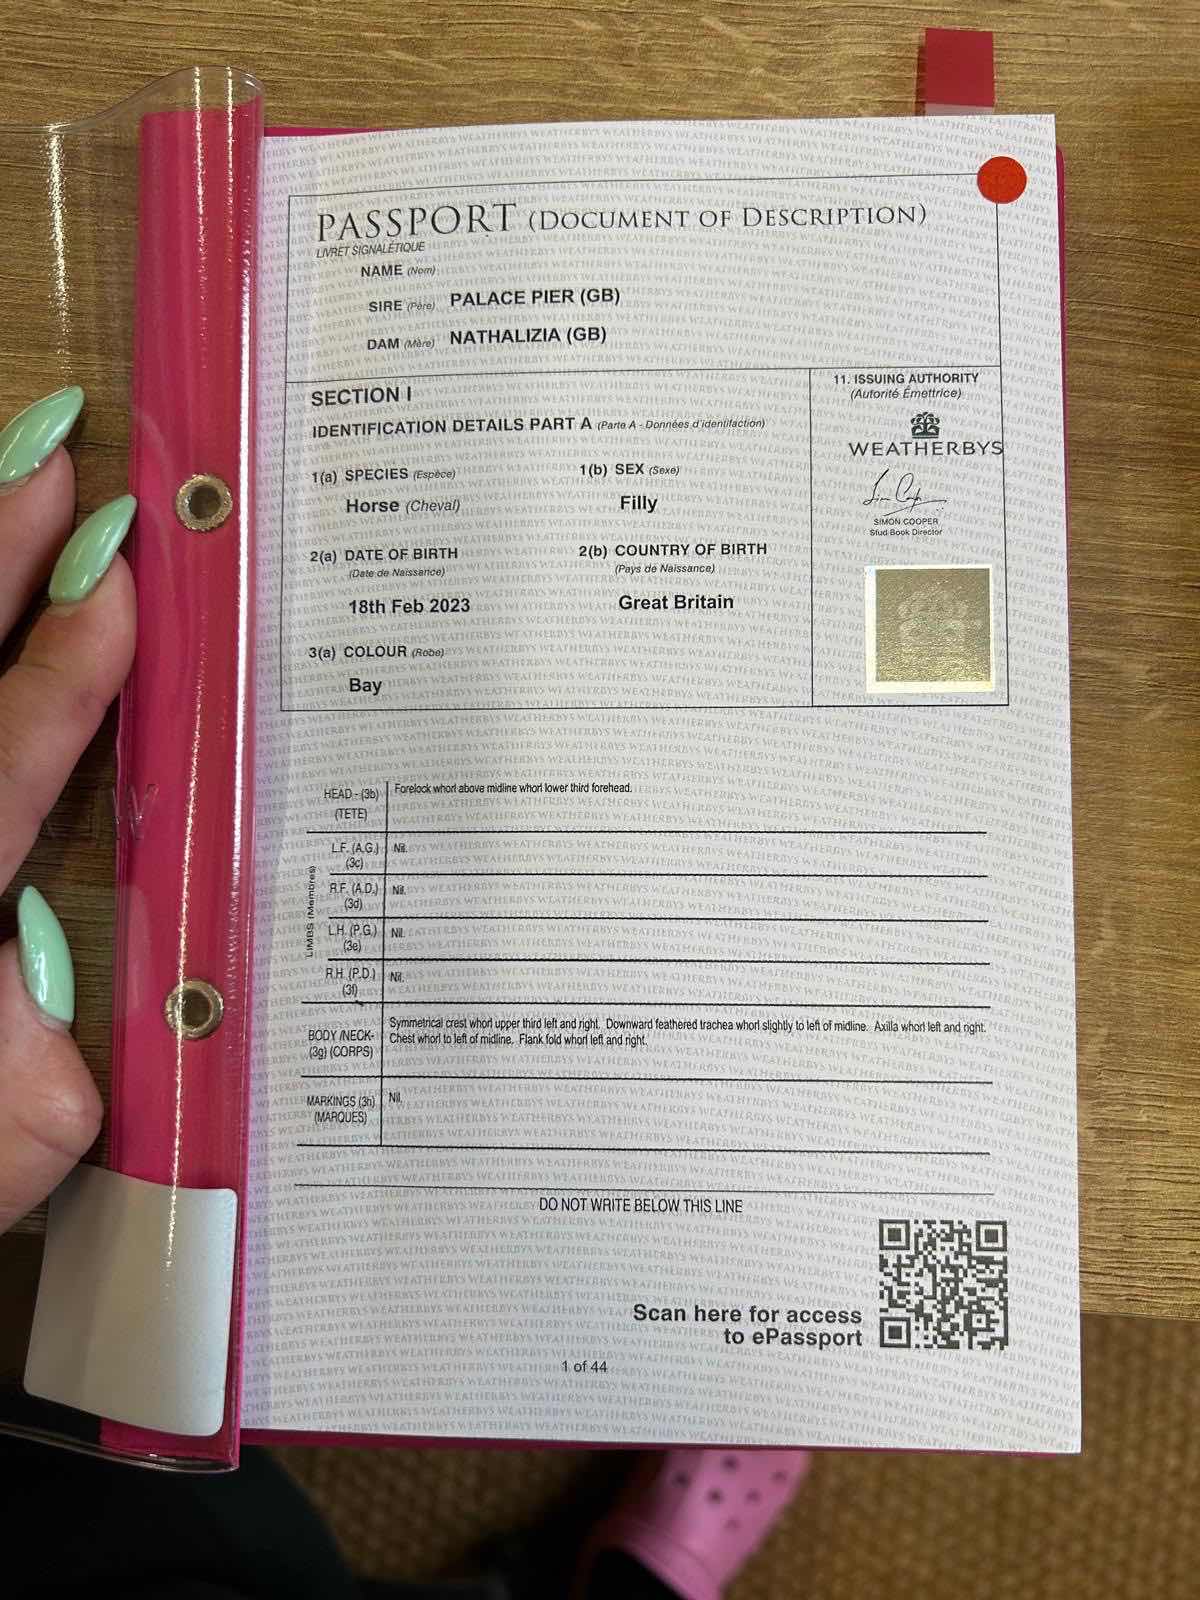 PASSPORT (DOCUMENT OF DESCRIPTION)
LIVRET SIGNALÉTIQUE
NAME (Nom)
SIRE (Père) PALACE PIER (GB)
DAM (Mère) NATHALIZIA (GB)
SECTION I
IDENTIFICATION DETAILS PART A (Parte A - Données d'identifaction)
1(a) SPECIES (Espèce) 1(b) SEX (Sexe)
Horse (Cheval) Filly
2(a) DATE OF BIRTH 2(b) COUNTRY OF BIRTH
(Date de Naissance) (Pays de Naissance)
18th Feb 2023 Great Britain
3(a) COLOUR (Robe)
Bay
11. ISSUING AUTHORITY
(Autorité Émettrice)
WEATHERBYS
SIMON COOPER
Stud Book Director
HEAD - (3b) Forelock whorl above midline whorl lower third forehead.
(TETE)
LIMBS (Membres)
L.F. (A.G.) Nil.
(3c)
R.F. (A.D.) Nil.
(3d)
L.H. (P.G.) Nil.
(3e)
R.H. (P.D.) Nil.
(3f)
BODY /NECK- Symmetrical crest whorl upper third left and right. Downward feathered trachea whorl slightly to left of midline. Axilla whorl left and right.
(3g) (CORPS) Chest whorl to left of midline. Flank fold whorl left and right.
MARKINGS (3h) Nil.
(MARQUES)
DO NOT WRITE BELOW THIS LINE
Scan here for access
to ePassport
1 of 44